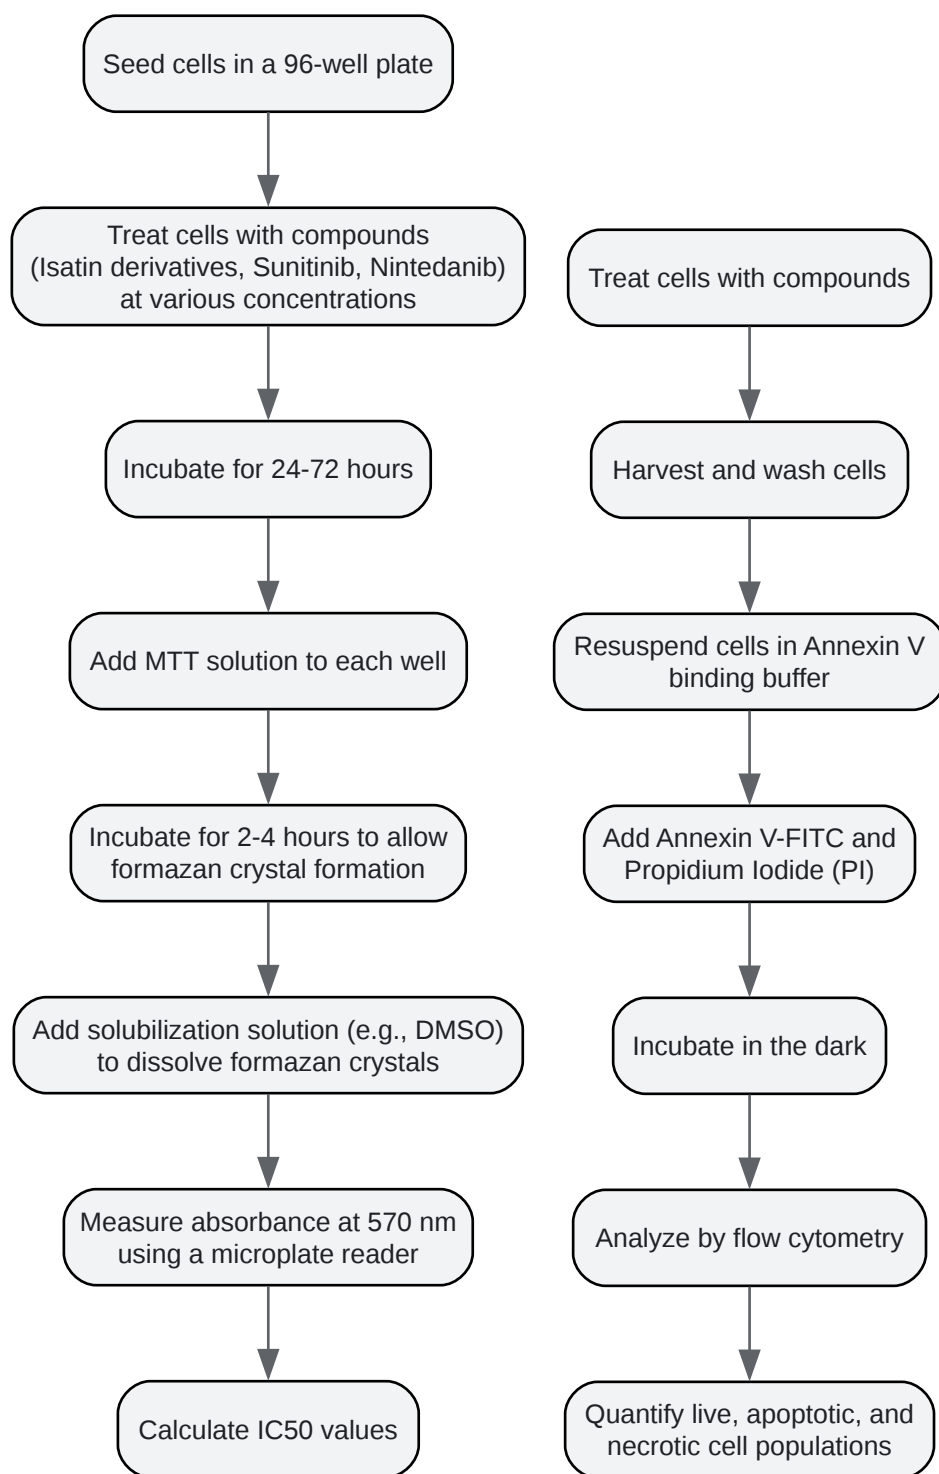 Seed cells in a 96-well plate
Treat cells with compounds
(Isatin derivatives, Sunitinib, Nintedanib)
at various concentrations
Incubate for 24-72 hours
Add MTT solution to each well
Incubate for 2-4 hours to allow
formazan crystal formation
Add solubilization solution (e.g., DMSO)
to dissolve formazan crystals
Measure absorbance at 570 nm
using a microplate reader
Calculate IC50 values
Treat cells with compounds
Harvest and wash cells
Resuspend cells in Annexin V
binding buffer
Add Annexin V-FITC and
Propidium Iodide (PI)
Incubate in the dark
Analyze by flow cytometry
Quantify live, apoptotic, and
necrotic cell populations